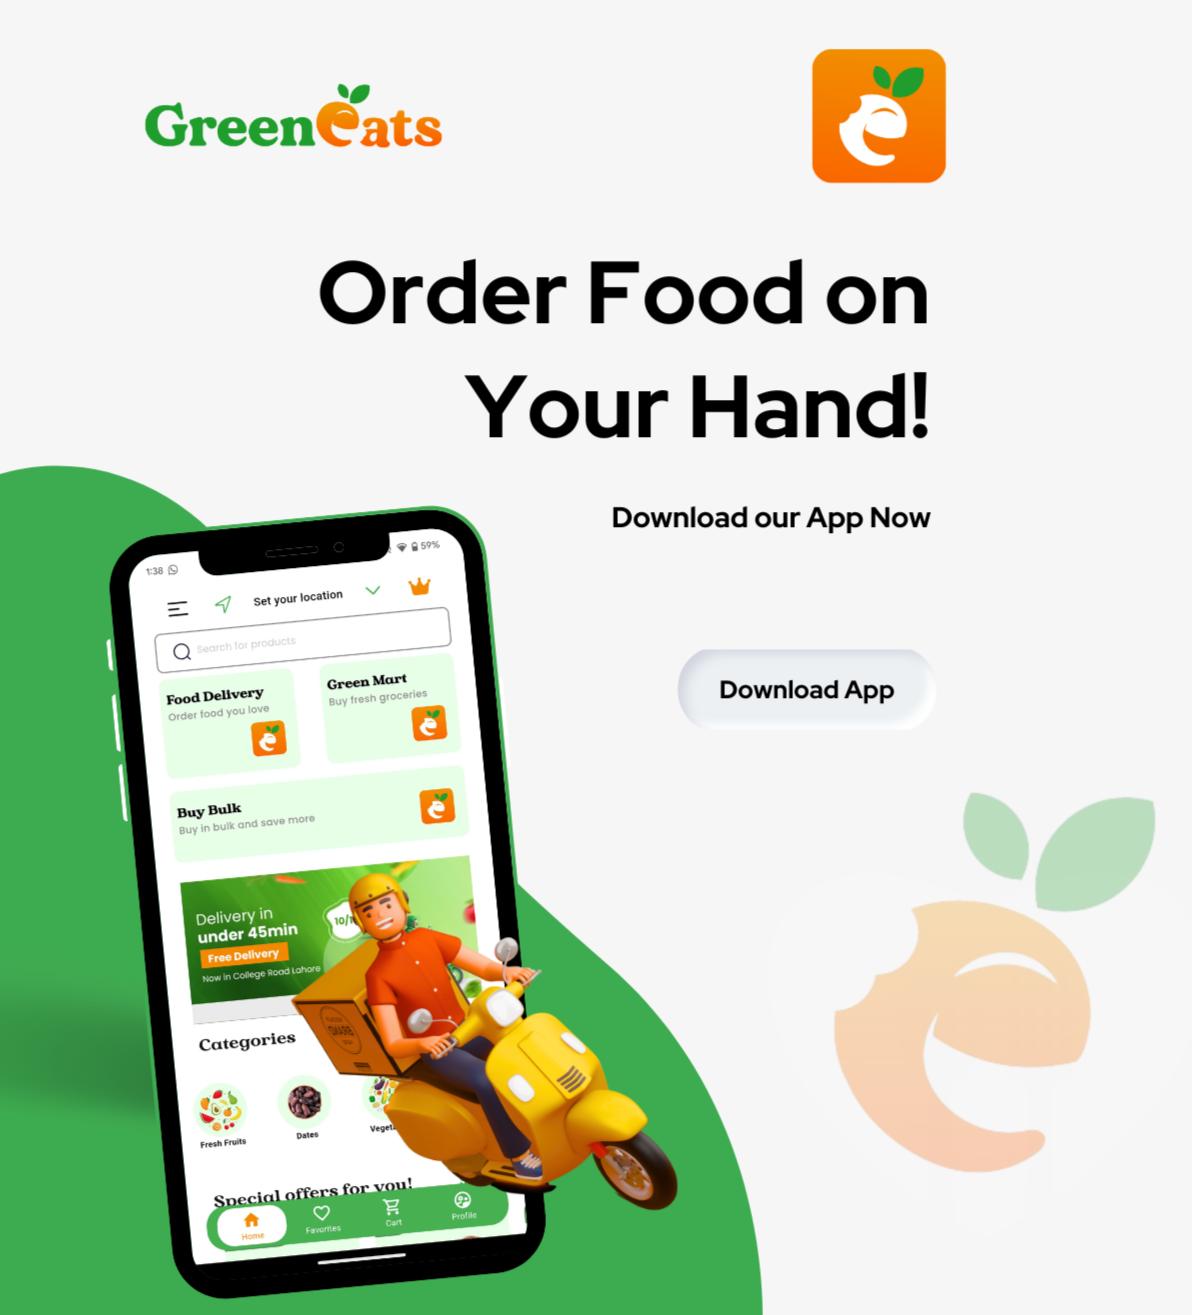 GreenEats
Order Food on
Your Hand!
Download our App Now
Download App
1:38
59%
Set your location
Search for products
Food Delivery
Order food you love
Green Mart
Buy fresh groceries
Buy Bulk
Buy in bulk and save more
Delivery in
under 45min
Free Delivery
Now in College Road Lahore
Categories
Fresh Fruits
Dates
Special offers for you!
Home
Favorites
Cart
Profile